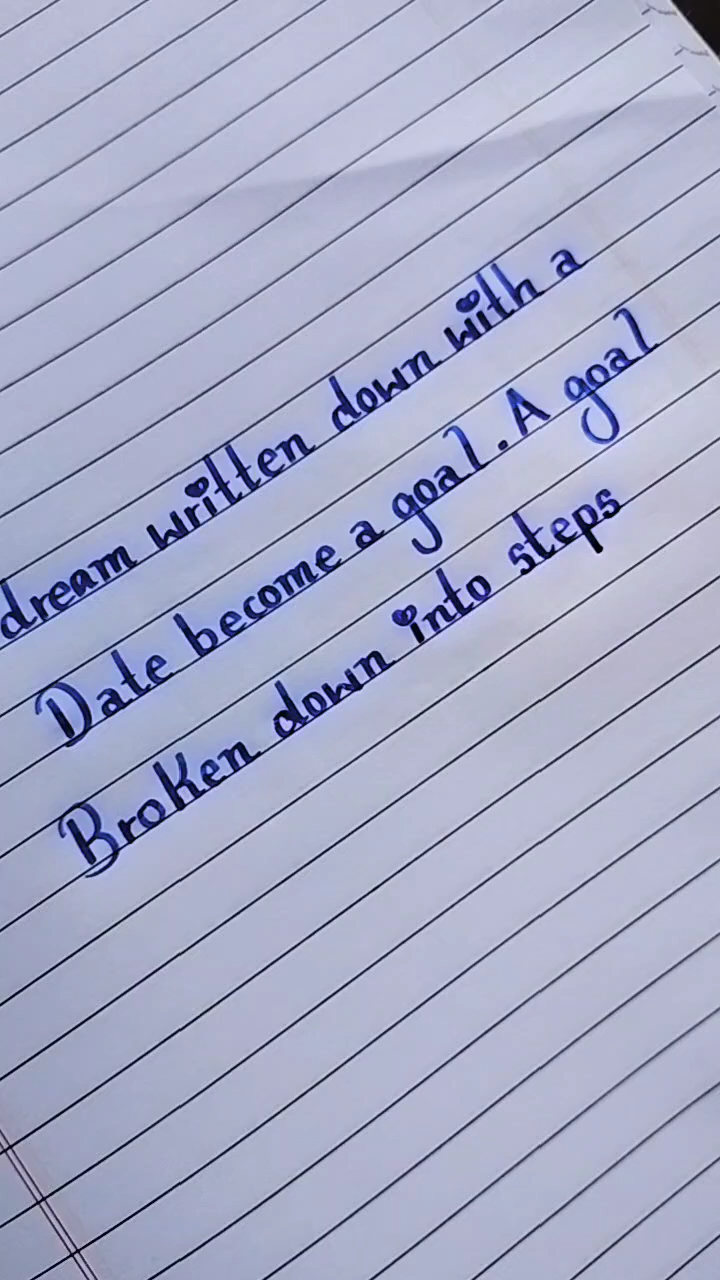 dream written down with a
Date become a goal. A goal
Broken down into steps